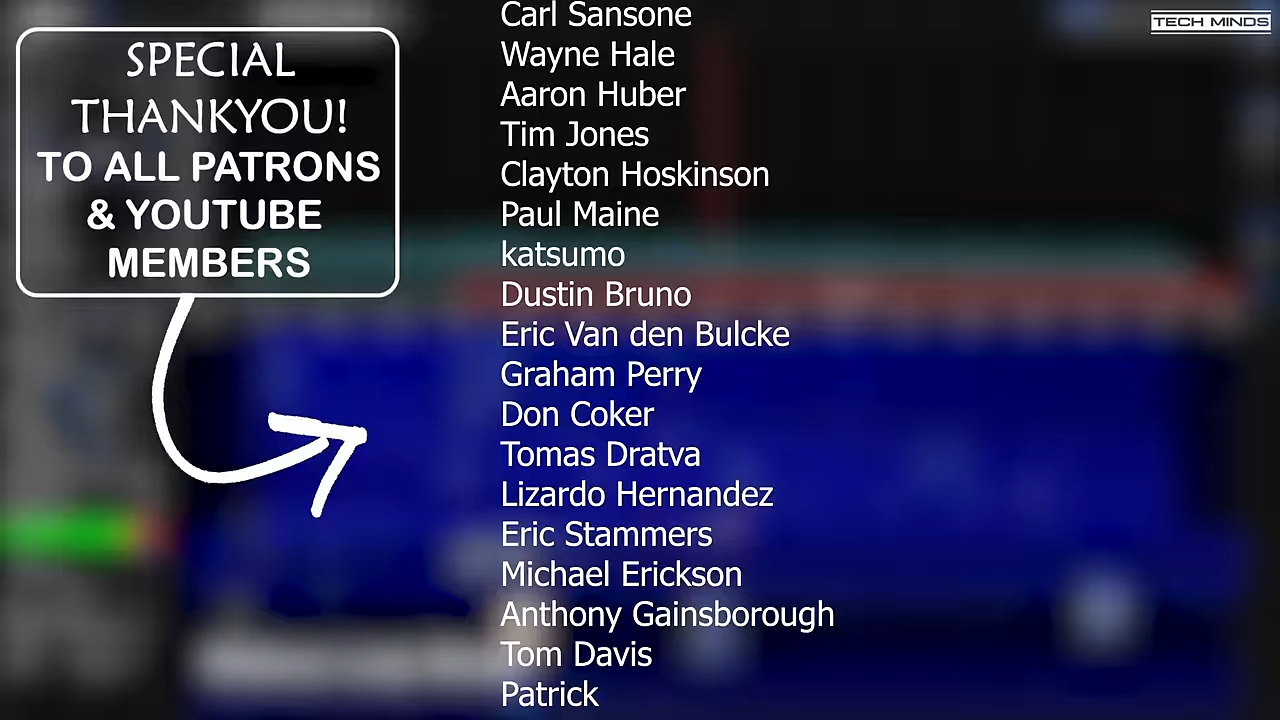 SPECIAL
THANKYOU!
TO ALL PATRONS
& YOUTUBE
MEMBERS
Carl Sansone
Wayne Hale
Aaron Huber
Tim Jones
Clayton Hoskinson
Paul Maine
katsumo
Dustin Bruno
Eric Van den Bulcke
Graham Perry
Don Coker
Tomas Dratva
Lizardo Hernandez
Eric Stammers
Michael Erickson
Anthony Gainsborough
Tom Davis
Patrick
TECH MINDS